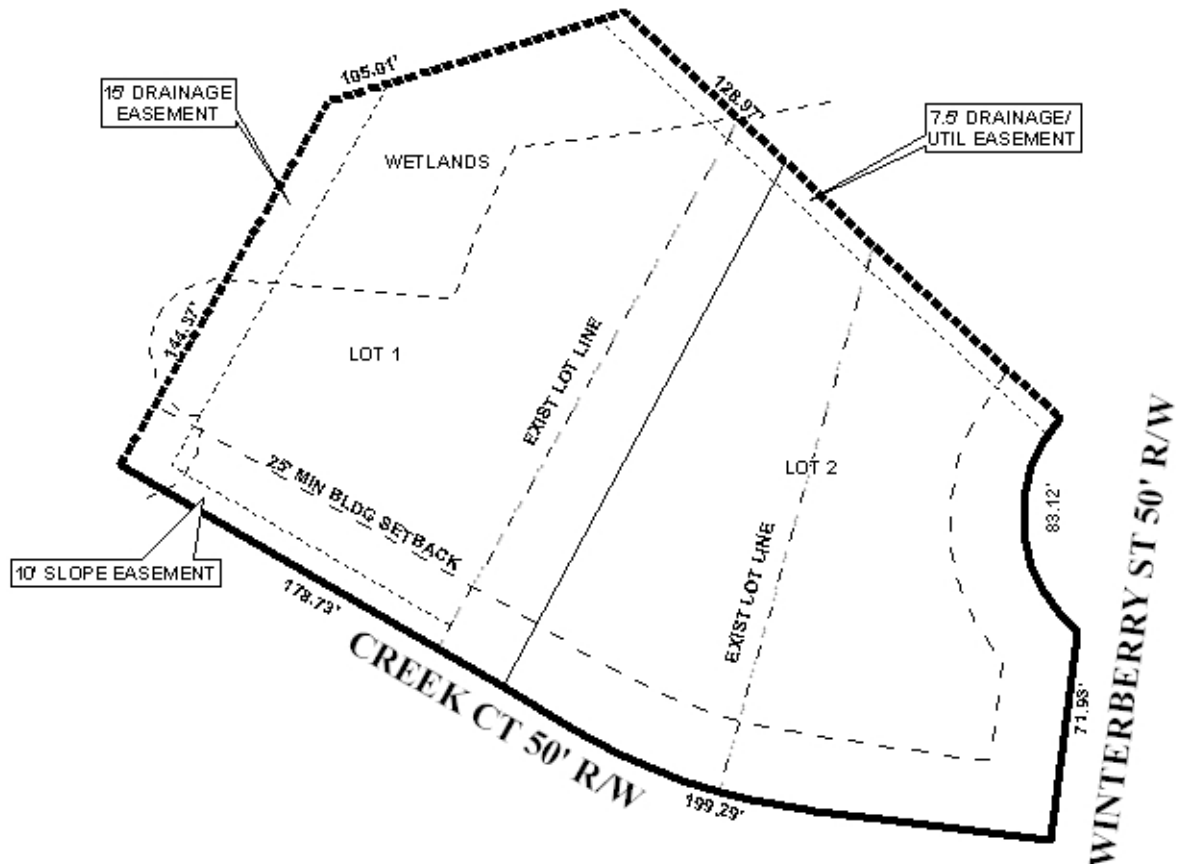 105.01'
15' DRAINAGE
EASEMENT
128.97'
7.5' DRAINAGE/
UTIL EASEMENT
WETLANDS
144.37'
LOT 1
EXIST LOT LINE
LOT 2
25' MIN BLDG SETBACK
EXIST LOT LINE
83.12'
WINTERBERRY ST 50' R/W
10' SLOPE EASEMENT
178.73'
CREEK CT 50' R/W
71.93'
199.29'